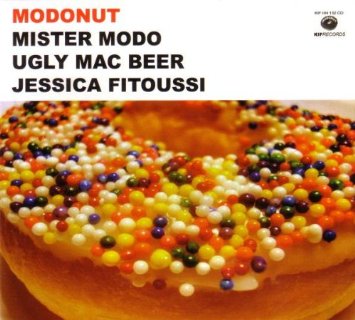 MODONUT
MISTER MODO
UGLY MAC BEER
JESSICA FITOUSSI
KIFRECORDS